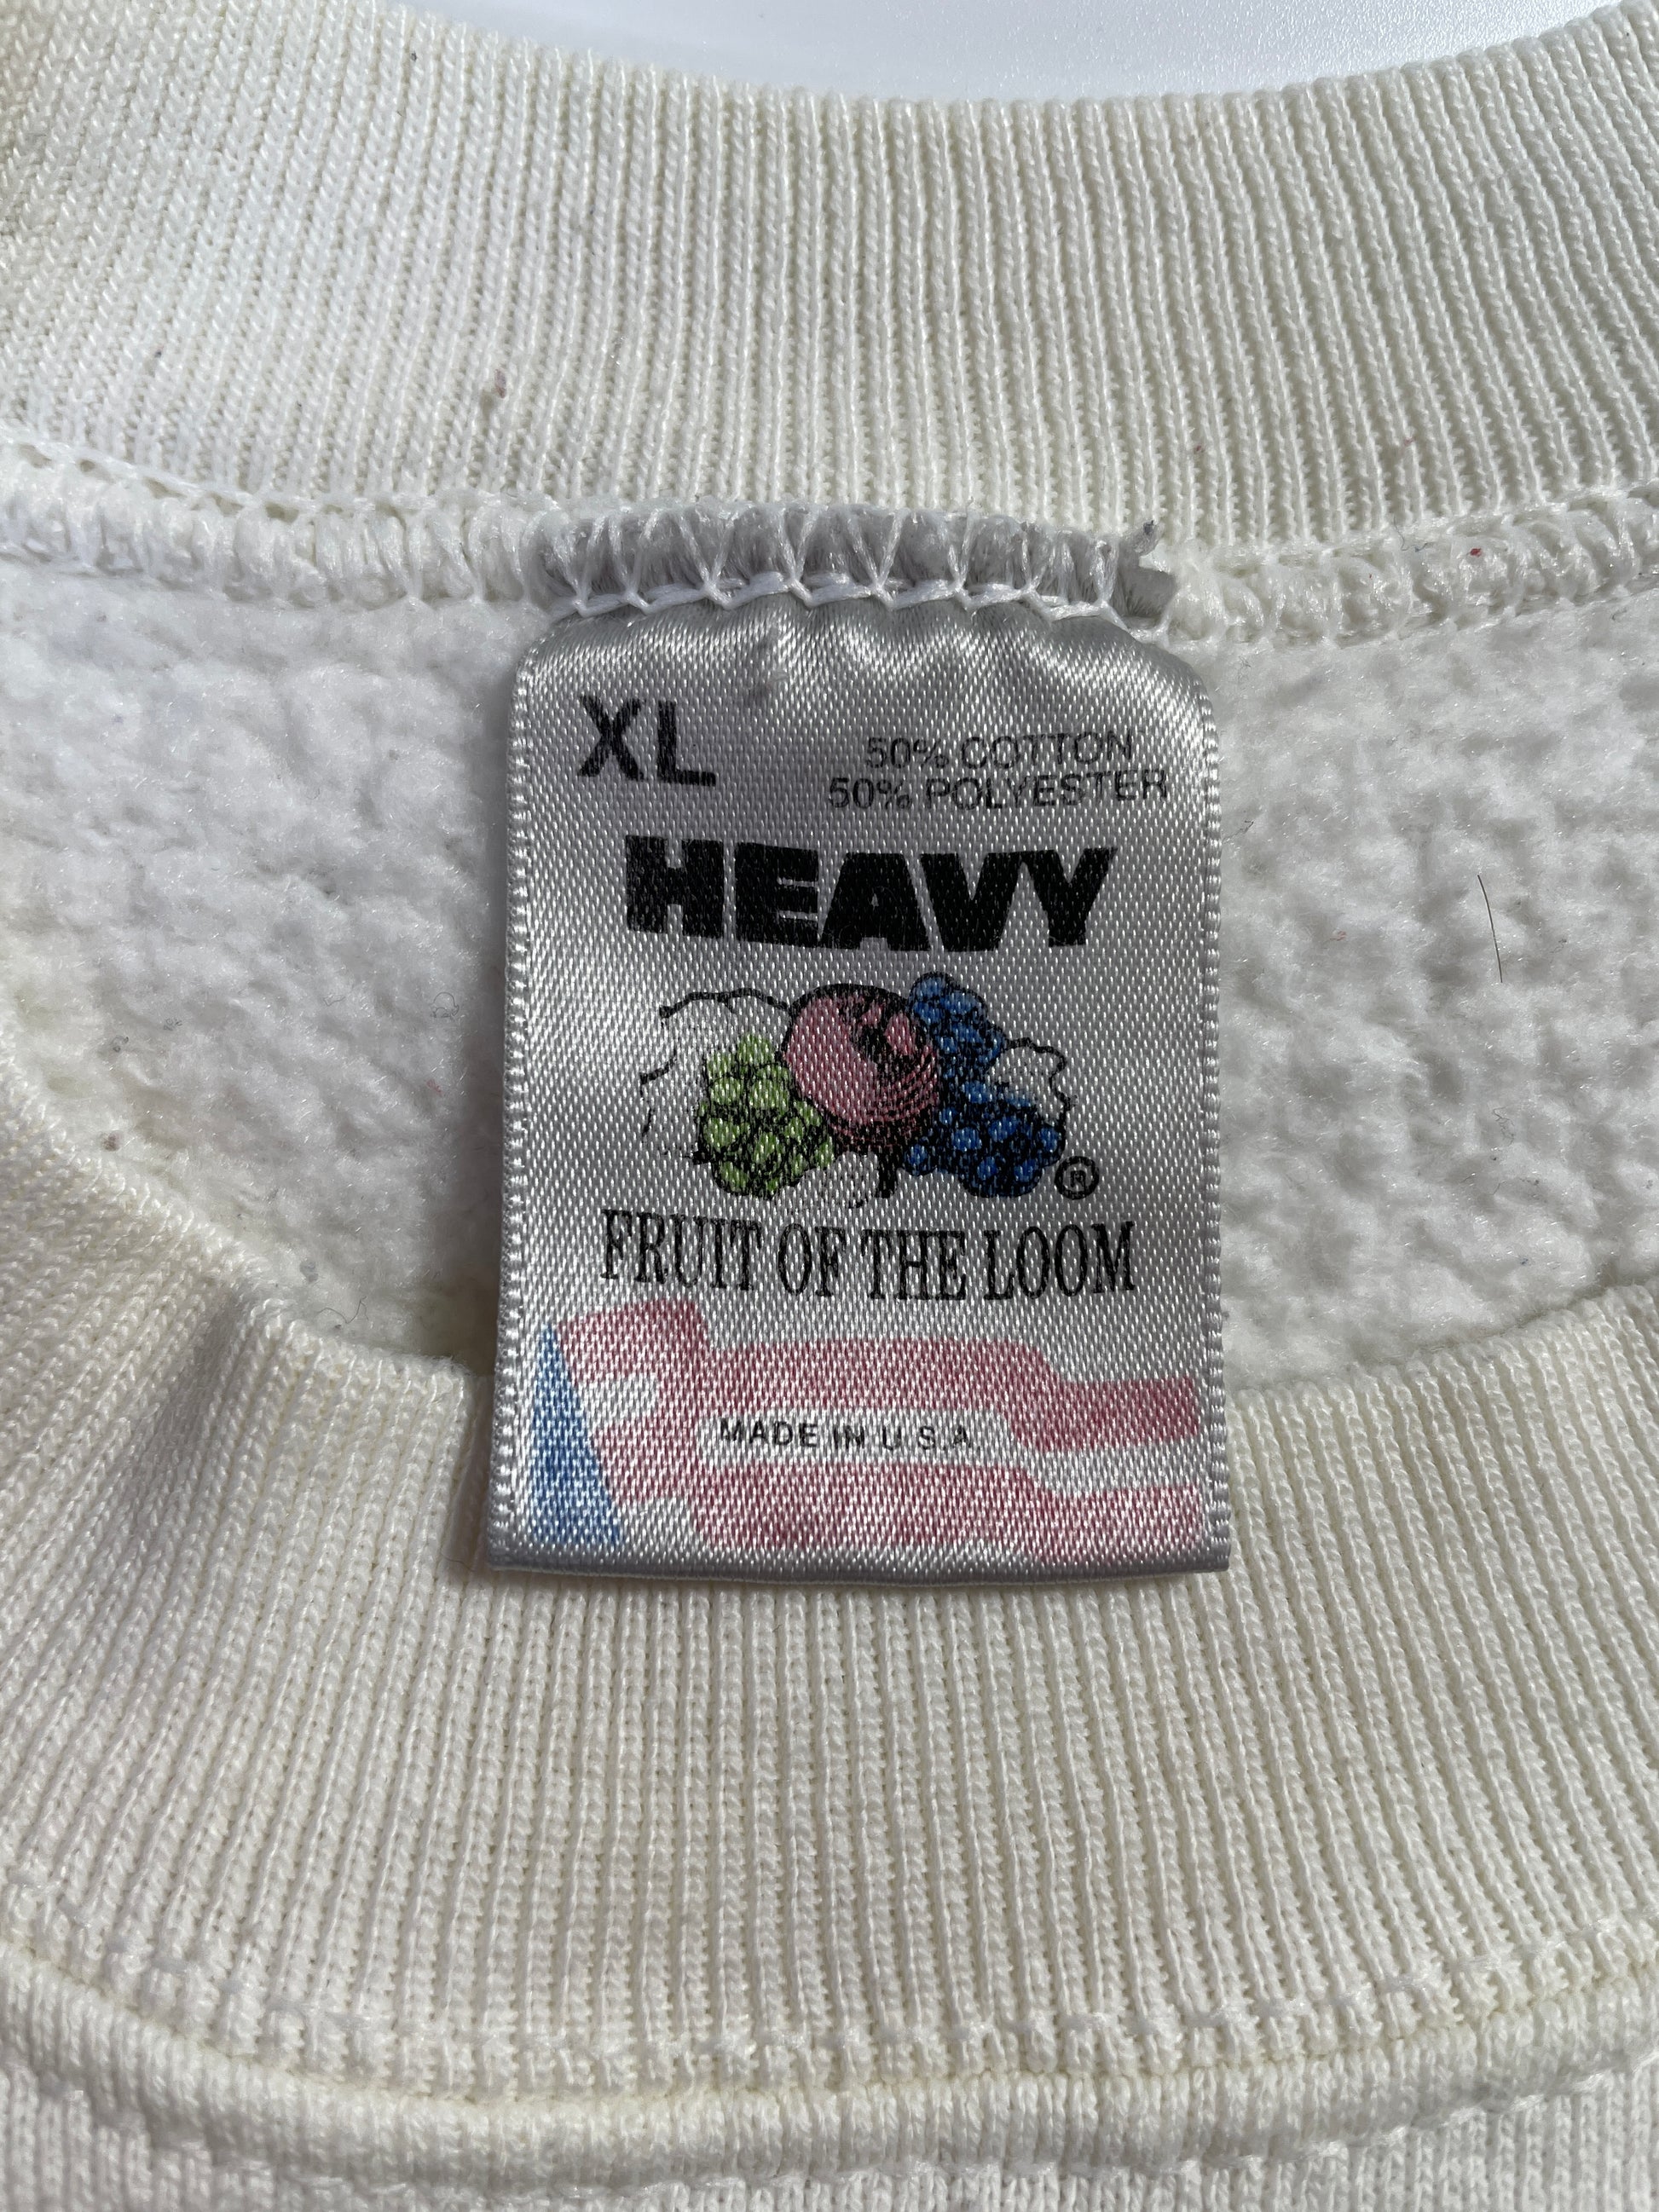 XL
50% COTTON
50% POLYESTER
HEAVY
®
FRUIT OF THE LOOM
MADE IN U.S.A.